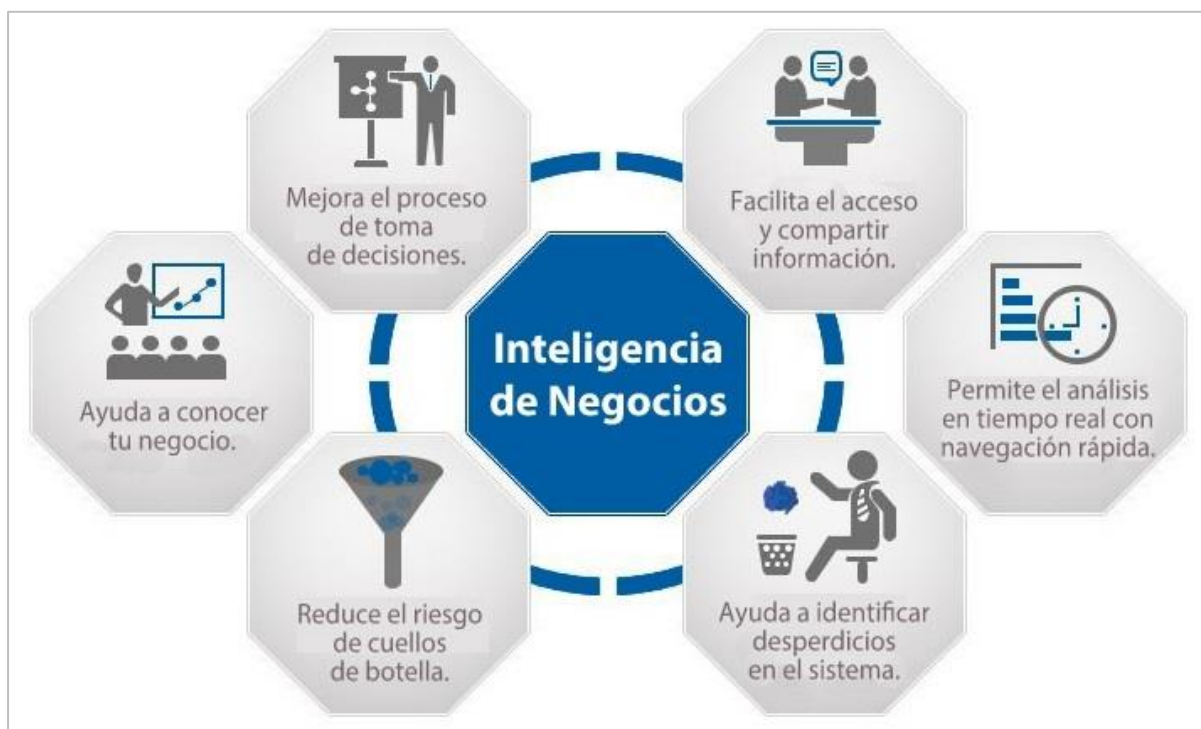 Mejora el proceso
de toma
de decisiones.
Facilita el acceso
y compartir
información.
Ayuda a conocer
tu negocio.
Inteligencia
de Negocios
Permite el análisis
en tiempo real con
navegación rápida.
Reduce el riesgo
de cuellos
de botella.
Ayuda a identificar
desperdicios
en el sistema.